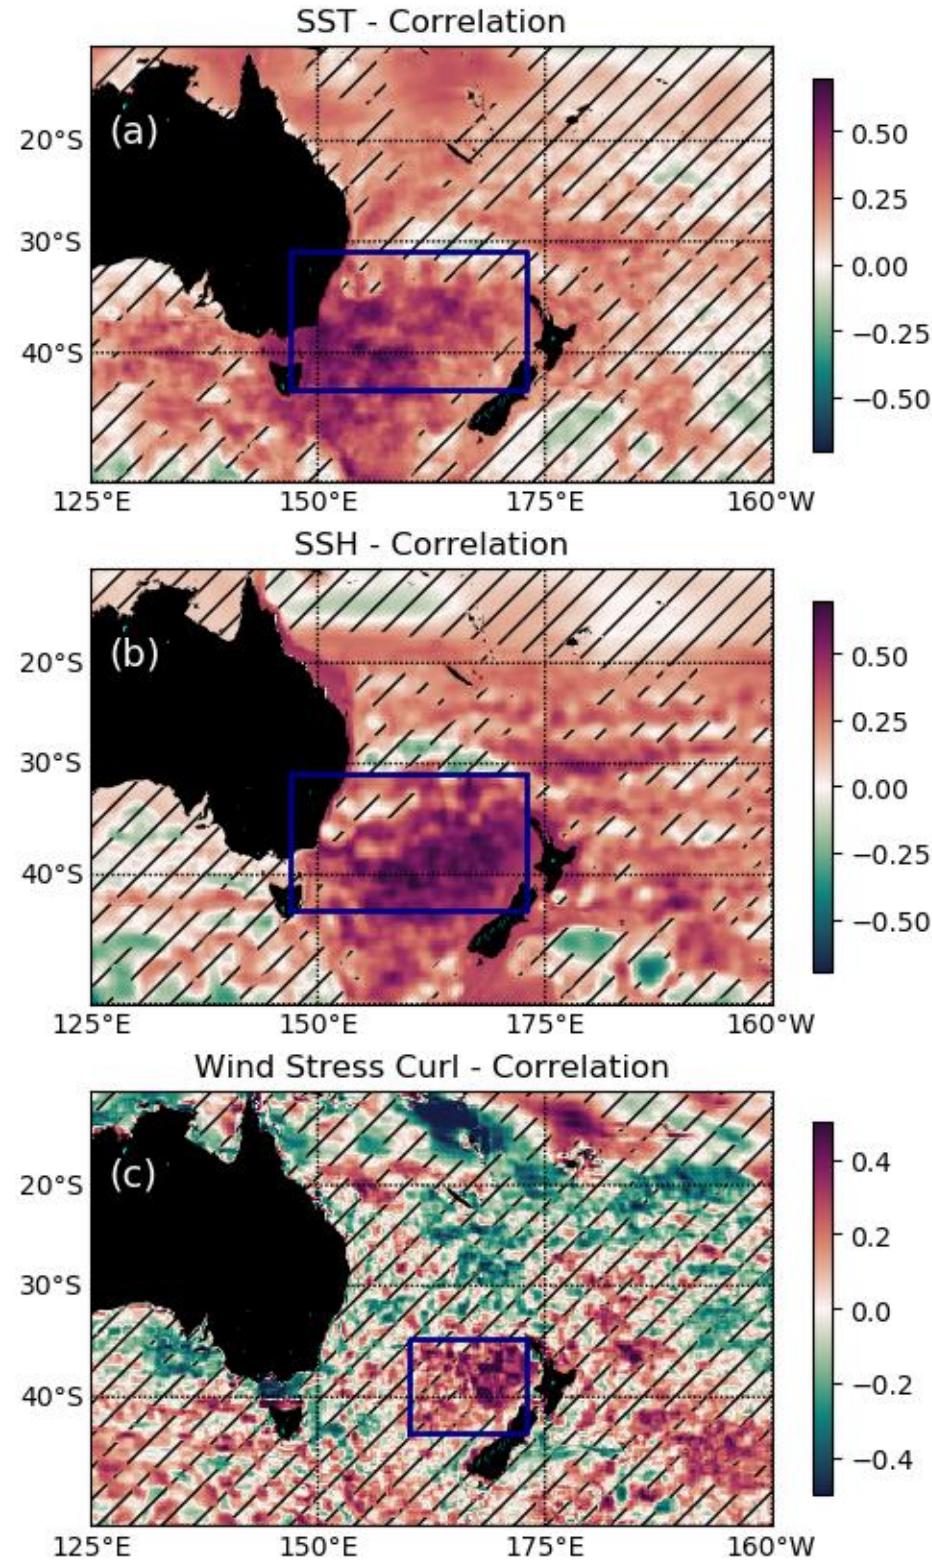 SST - Correlation
(a)
20°S
30°S
40°S
125°E 150°E 175°E 160°W
0.50
0.25
0.00
−0.25
−0.50
SSH - Correlation
(b)
20°S
30°S
40°S
125°E 150°E 175°E 160°W
0.50
0.25
0.00
−0.25
−0.50
Wind Stress Curl - Correlation
(c)
20°S
30°S
40°S
125°E 150°E 175°E 160°W
0.4
0.2
0.0
−0.2
−0.4